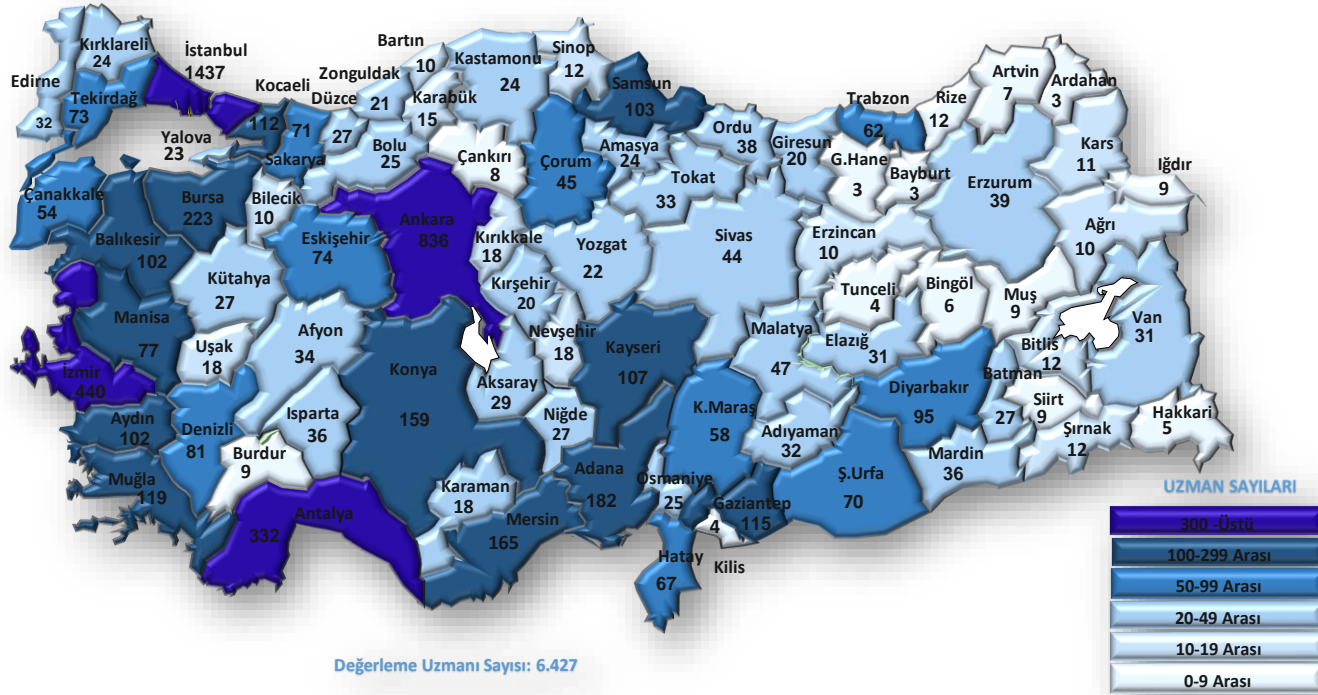 Kırklareli
24
İstanbul
1437
Edirne
32
Tekirdağ
73
Kocaeli
112
Yalova
23
Sakarya
71
Düzce
27
Zonguldak
21
Bartın
10
Karabük
15
Kastamonu
24
Sinop
12
Samsun
103
Bolu
25
Çankırı
8
Çorum
45
Amasya
24
Ordu
38
Tokat
33
Giresun
20
Trabzon
62
Rize
12
Artvin
7
Ardahan
3
Kars
11
Iğdır
9
G.Hane
3
Bayburt
3
Erzurum
39
Ağrı
10
Çanakkale
54
Balıkesir
102
Bursa
223
Bilecik
10
Eskişehir
74
Ankara
836
Kırıkkale
18
Kırşehir
20
Yozgat
22
Sivas
44
Erzincan
10
Tunceli
4
Bingöl
6
Muş
9
Bitlis
12
Van
31
Kütahya
27
Manisa
77
Uşak
18
Afyon
34
İzmir
440
Aydın
102
Denizli
81
Muğla
119
Burdur
9
Isparta
36
Antalya
332
Konya
159
Aksaray
29
Nevşehir
18
Niğde
27
Kayseri
107
Karaman
18
Mersin
165
Adana
182
Osmaniye
25
Hatay
67
K.Maraş
58
Gaziantep
115
Kilis
4
Malatya
47
Adıyaman
32
Elazığ
31
Diyarbakır
95
Ş.Urfa
70
Mardin
36
Batman
27
Siirt
9
Şırnak
12
Hakkari
5
UZMAN SAYILARI
300 -Üstü
100-299 Arası
50-99 Arası
20-49 Arası
10-19 Arası
0-9 Arası
Değerleme Uzmanı Sayısı: 6.427